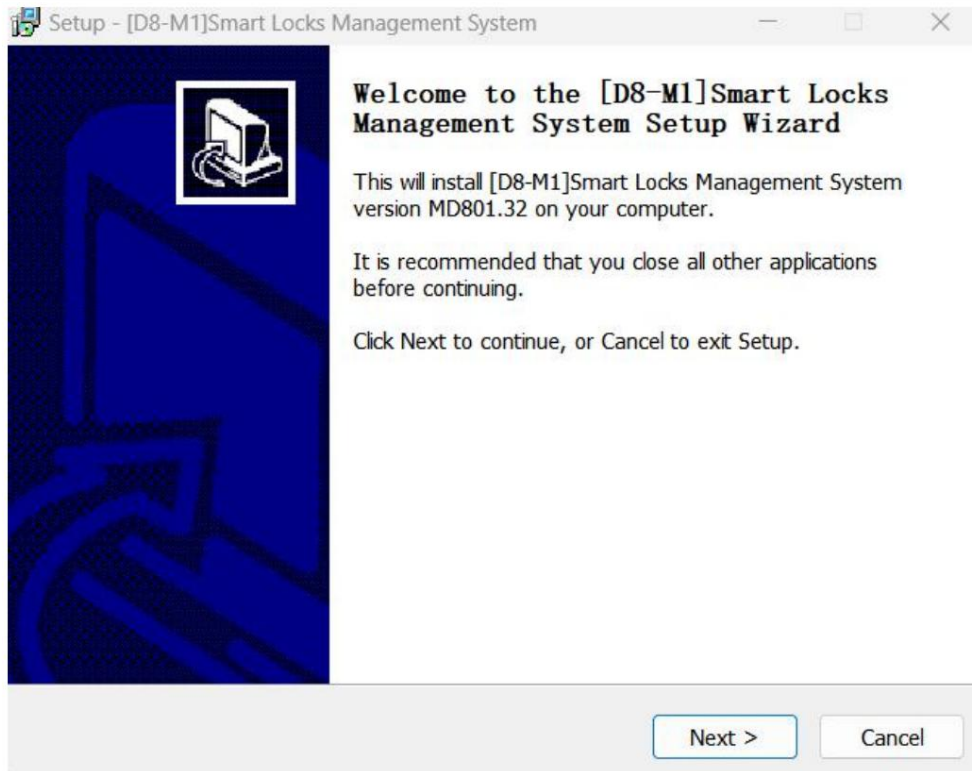 Setup - [D8-M1]Smart Locks Management System
Welcome to the [D8-M1]Smart Locks
Management System Setup Wizard
This will install [D8-M1]Smart Locks Management System
version MD801.32 on your computer.
It is recommended that you close all other applications
before continuing.
Click Next to continue, or Cancel to exit Setup.
Next >
Cancel